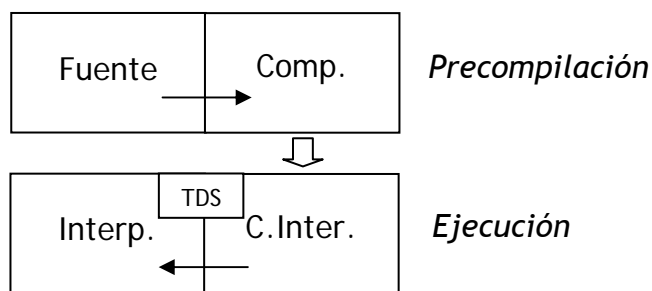 Fuente Comp. Precompilación
TDS
Interp. C.Inter. Ejecución